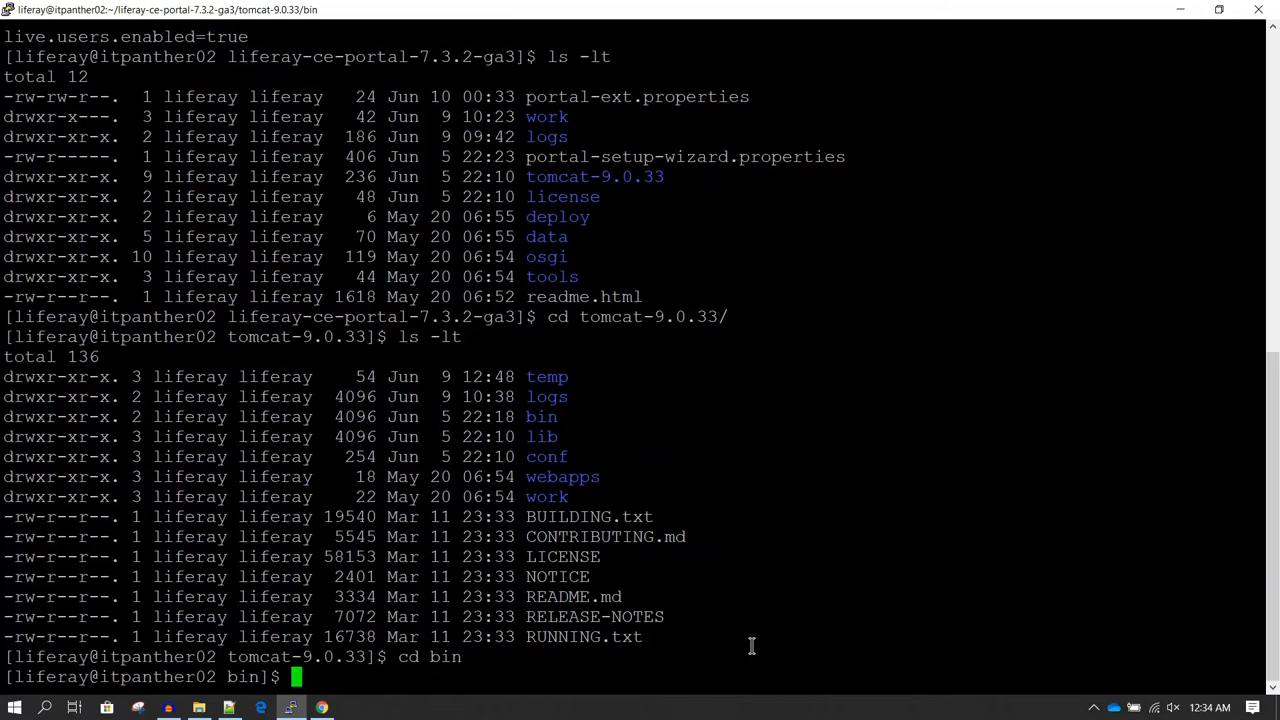 liferay@itpanther02:~/liferay-ce-portal-7.3.2-ga3/tomcat-9.0.33/bin
live.users.enabled=true
[liferay@itpanther02 liferay-ce-portal-7.3.2-ga3]$ ls -lt
total 12
-rw-rw-r--. 1 liferay liferay 24 Jun 10 00:33 portal-ext.properties
drwxr-x---. 3 liferay liferay 42 Jun 9 10:23 work
drwxr-xr-x. 2 liferay liferay 186 Jun 9 09:42 logs
-rw-r-----. 1 liferay liferay 406 Jun 5 22:23 portal-setup-wizard.properties
drwxr-xr-x. 9 liferay liferay 236 Jun 5 22:10 tomcat-9.0.33
drwxr-xr-x. 2 liferay liferay 48 Jun 5 22:10 license
drwxr-xr-x. 2 liferay liferay 6 May 20 06:55 deploy
drwxr-xr-x. 5 liferay liferay 70 May 20 06:55 data
drwxr-xr-x. 10 liferay liferay 119 May 20 06:54 osgi
drwxr-xr-x. 3 liferay liferay 44 May 20 06:54 tools
-rw-r--r--. 1 liferay liferay 1618 May 20 06:52 readme.html
[liferay@itpanther02 liferay-ce-portal-7.3.2-ga3]$ cd tomcat-9.0.33/
[liferay@itpanther02 tomcat-9.0.33]$ ls -lt
total 136
drwxr-xr-x. 3 liferay liferay 54 Jun 9 12:48 temp
drwxr-xr-x. 2 liferay liferay 4096 Jun 9 10:38 logs
drwxr-xr-x. 2 liferay liferay 4096 Jun 5 22:18 bin
drwxr-xr-x. 3 liferay liferay 4096 Jun 5 22:10 lib
drwxr-xr-x. 3 liferay liferay 254 Jun 5 22:10 conf
drwxr-xr-x. 3 liferay liferay 18 May 20 06:54 webapps
drwxr-xr-x. 3 liferay liferay 22 May 20 06:54 work
-rw-r--r--. 1 liferay liferay 19540 Mar 11 23:33 BUILDING.txt
-rw-r--r--. 1 liferay liferay 5545 Mar 11 23:33 CONTRIBUTING.md
-rw-r--r--. 1 liferay liferay 58153 Mar 11 23:33 LICENSE
-rw-r--r--. 1 liferay liferay 2401 Mar 11 23:33 NOTICE
-rw-r--r--. 1 liferay liferay 3334 Mar 11 23:33 README.md
-rw-r--r--. 1 liferay liferay 7072 Mar 11 23:33 RELEASE-NOTES
-rw-r--r--. 1 liferay liferay 16738 Mar 11 23:33 RUNNING.txt
[liferay@itpanther02 tomcat-9.0.33]$ cd bin
[liferay@itpanther02 bin]$
12:34 AM